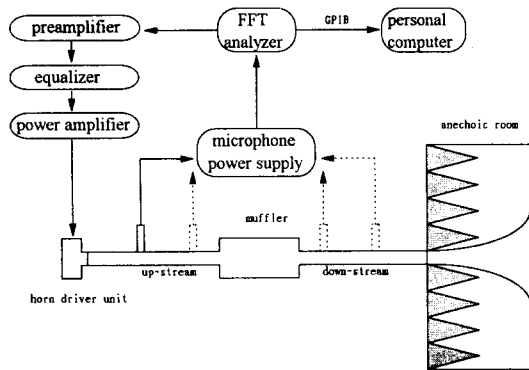 preamplifier
FFT
analyzer
GPIB
personal
computer
equalizer
power amplifier
microphone
power supply
anechoic room
muffler
up-stream
down-stream
horn driver unit